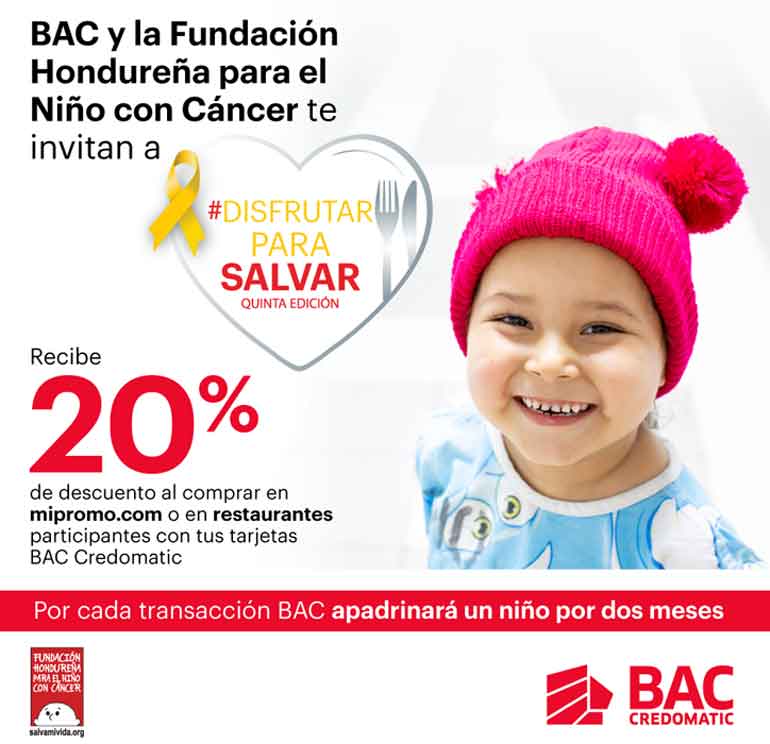 BAC y la Fundación
Hondureña para el
Niño con Cáncer te
invitan a
#DISFRUTAR
PARA
SALVAR
QUINTA EDICIÓN
Recibe
20%
de descuento al comprar en
mipromo.com o en restaurantes
participantes con tus tarjetas
BAC Credomatic
Por cada transacción BAC apadrinará un niño por dos meses
FUNDACIÓN
HONDUREÑA
PARA EL NIÑO
CON CÁNCER
salvamivida.org
BAC
CREDOMATIC